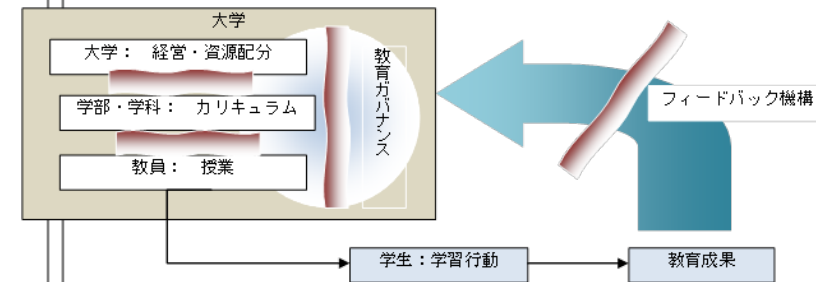 大学
大学： 経営・資源配分
学部・学科： カリキュラム
教員： 授業
教育ガバナンス
フィードバック機構
学生：学習行動
教育成果